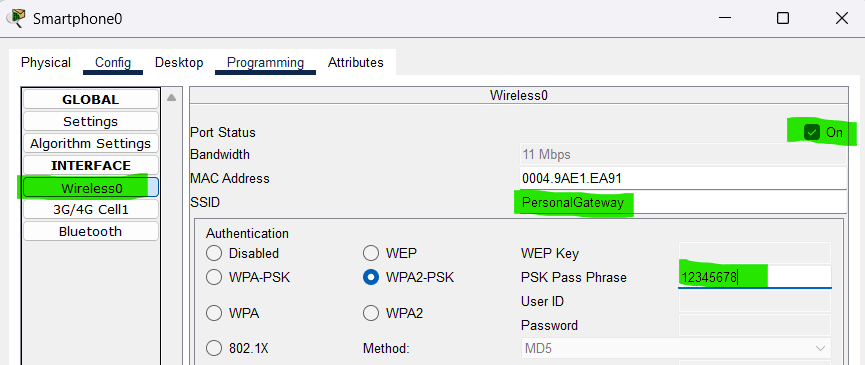 Smartphone0
Physical Config Desktop Programming Attributes
GLOBAL
Settings
Algorithm Settings
INTERFACE
Wireless0
3G/4G Cell1
Bluetooth
Wireless0
Port Status On
Bandwidth 11 Mbps
MAC Address 0004.9AE1.EA91
SSID PersonalGateway
Authentication
Disabled WEP WEP Key
WPA-PSK WPA2-PSK PSK Pass Phrase 12345678
User ID
WPA WPA2 Password
802.1X Method: MD5